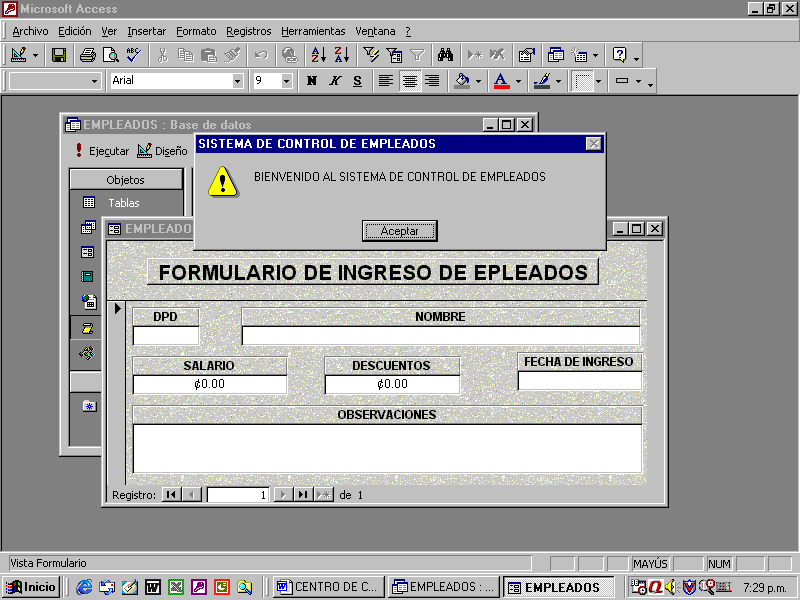 Microsoft Access
Archivo Edición Ver Insertar Formato Registros Herramientas Ventana ?
ABC
Arial 9 N K S
EMPLEADOS : Base de datos
Ejecutar Diseño
Objetos
Tablas
SISTEMA DE CONTROL DE EMPLEADOS
BIENVENIDO AL SISTEMA DE CONTROL DE EMPLEADOS
Aceptar
EMPLEADO
FORMULARIO DE INGRESO DE EPLEADOS
DPD NOMBRE
SALARIO DESCUENTOS FECHA DE INGRESO
¢0.00 ¢0.00
OBSERVACIONES
Registro: 1 de 1
Vista Formulario MAYÚS NUM
Inicio CENTRO DE C... EMPLEADOS : ... EMPLEADOS 7:29 p.m.